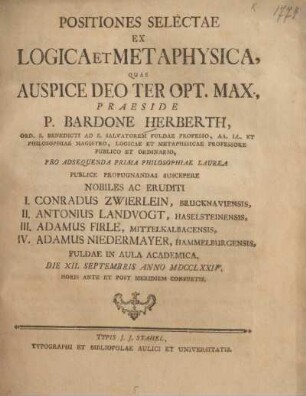 1774
POSITIONES SELECTAE
EX
LOGICA ET METAPHYSICA,
QUAS
AUSPICE DEO TER OPT. MAX.,
PRAESIDE
P. BARDONE HERBERTH,
ORD. S. BENEDICTI AD S. SALVATOREM FULDAE PROFESSO, AA. LL. ET
PHILOSOPHIAE MAGISTRO, LOGICAE ET METAPHYSICAE PROFESSORE
PUBLICO ET ORDINARIO,
PRO ADSEQUENDA PRIMA PHILOSOPHIAE LAUREA
PUBLICE PROPUGNANDAS SUSCEPERE
NOBILES AC ERUDITI
I. CONRADUS ZWIERLEIN, BRUCKNAVIENSIS,
II. ANTONIUS LANDVOGT, HASELSTEINENSIS,
III. ADAMUS FIRLE, MITTELKALBACENSIS,
IV. ADAMUS NIEDERMAYER, HAMMELBURGENSIS,
FULDAE IN AULA ACADEMICA,
DIE XII. SEPTEMBRIS ANNO MDCCLXXIV.
HORIS ANTE ET POST MERIDIEM CONSUETIS.
TYPIS J. J. STAHEL,
TYPOGRAPHI ET BIBLIOPOLAE AULICI ET UNIVERSITATIS.